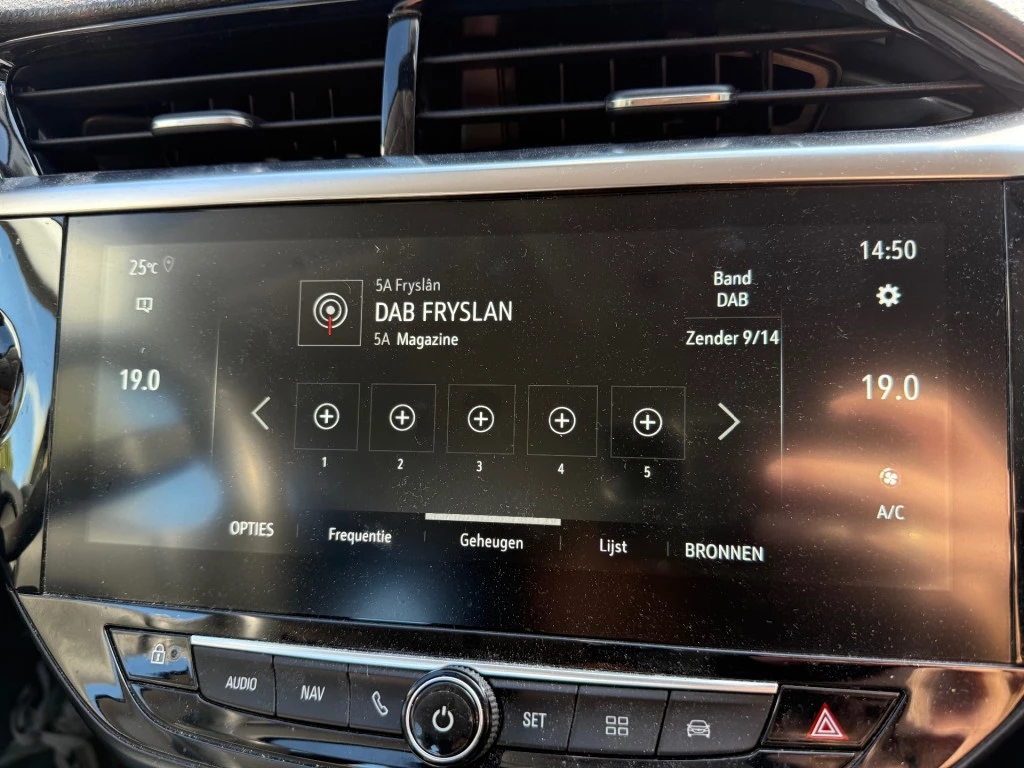 25°C
14:50
5A Fryslân
DAB FRYSLAN
5A Magazine
Band
DAB
Zender 9/14
19.0
19.0
1
2
3
4
5
A/C
OPTIES
Frequentie
Geheugen
Lijst
BRONNEN
AUDIO
NAV
SET